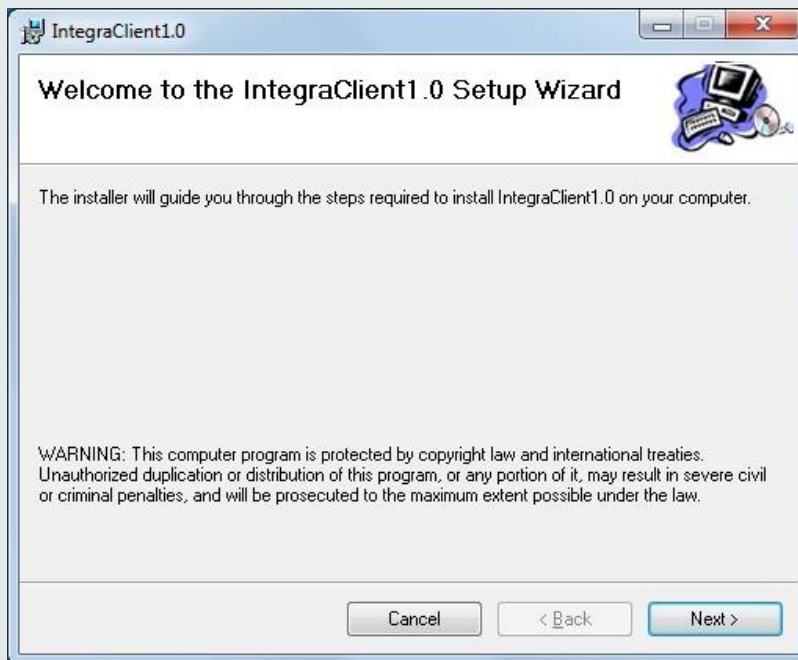 IntegraClient1.0
Welcome to the IntegraClient1.0 Setup Wizard
The installer will guide you through the steps required to install IntegraClient1.0 on your computer.
WARNING: This computer program is protected by copyright law and international treaties.
Unauthorized duplication or distribution of this program, or any portion of it, may result in severe civil
or criminal penalties, and will be prosecuted to the maximum extent possible under the law.
Cancel
< Back
Next >